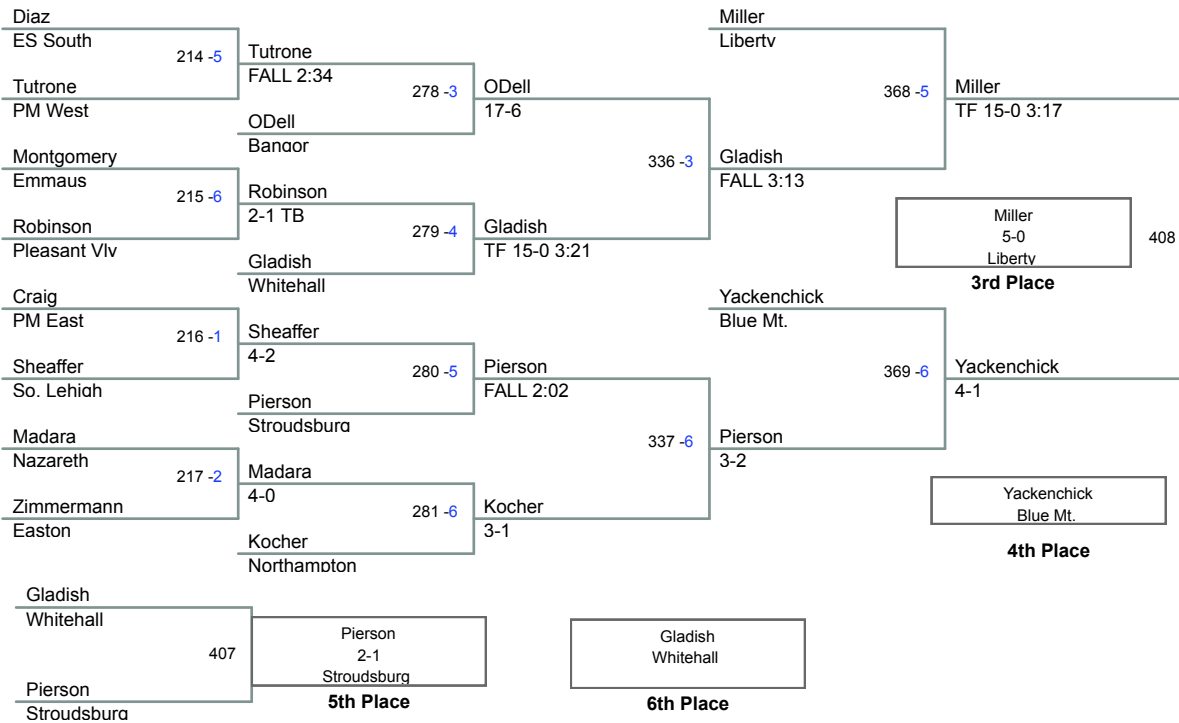 Diaz
ES South
214 -5
Tutrone
PM West
Tutrone
FALL 2:34
278 -3
ODell
Bangor
ODell
17-6
Montgomery
Emmaus
215 -6
Robinson
Pleasant Vly
Robinson
2-1 TB
279 -4
Gladish
Whitehall
Gladish
TF 15-0 3:21
336 -3
Gladish
FALL 3:13
Miller
Liberty
368 -5
Miller
TF 15-0 3:17
Miller
5-0
Liberty
408
3rd Place
Craig
PM East
216 -1
Sheaffer
So. Lehigh
Sheaffer
4-2
280 -5
Pierson
Stroudsburg
Pierson
FALL 2:02
Madara
Nazareth
217 -2
Zimmermann
Easton
Madara
4-0
281 -6
Kocher
Northampton
Kocher
3-1
337 -6
Pierson
3-2
Yackenchick
Blue Mt.
369 -6
Yackenchick
4-1
Yackenchick
Blue Mt.
4th Place
Gladish
Whitehall
407
Pierson
Stroudsburg
Pierson
2-1
Stroudsburg
5th Place
Gladish
Whitehall
6th Place